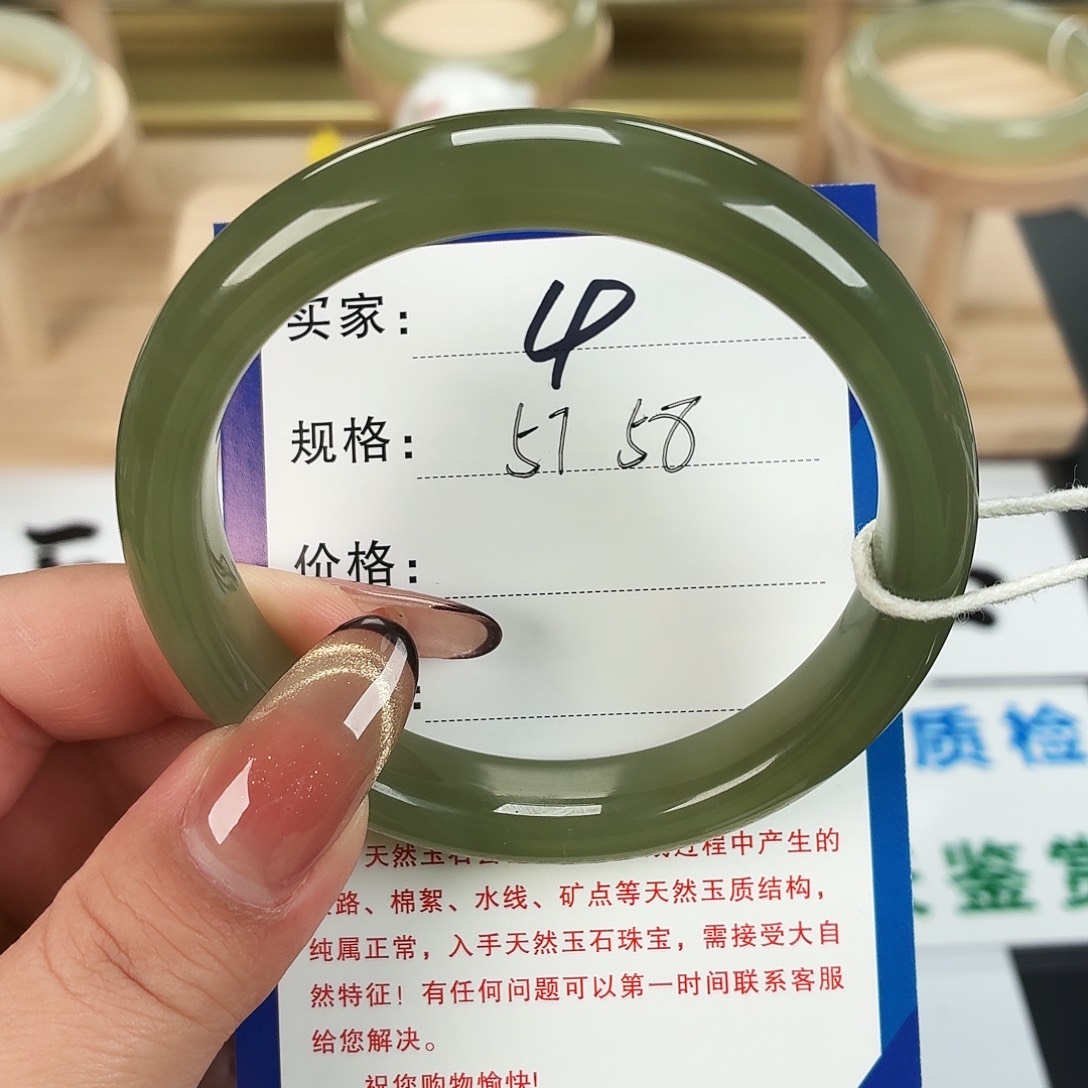 买家： 4
规格： 57 58
价格：
：
质检
鉴赏
天然玉石 过程中产生的
路、棉絮、水线、矿点等天然玉质结构，
纯属正常，入手天然玉石珠宝，需接受大自
然特征！有任何问题可以第一时间联系客服
给您解决。
祝您购物愉快！